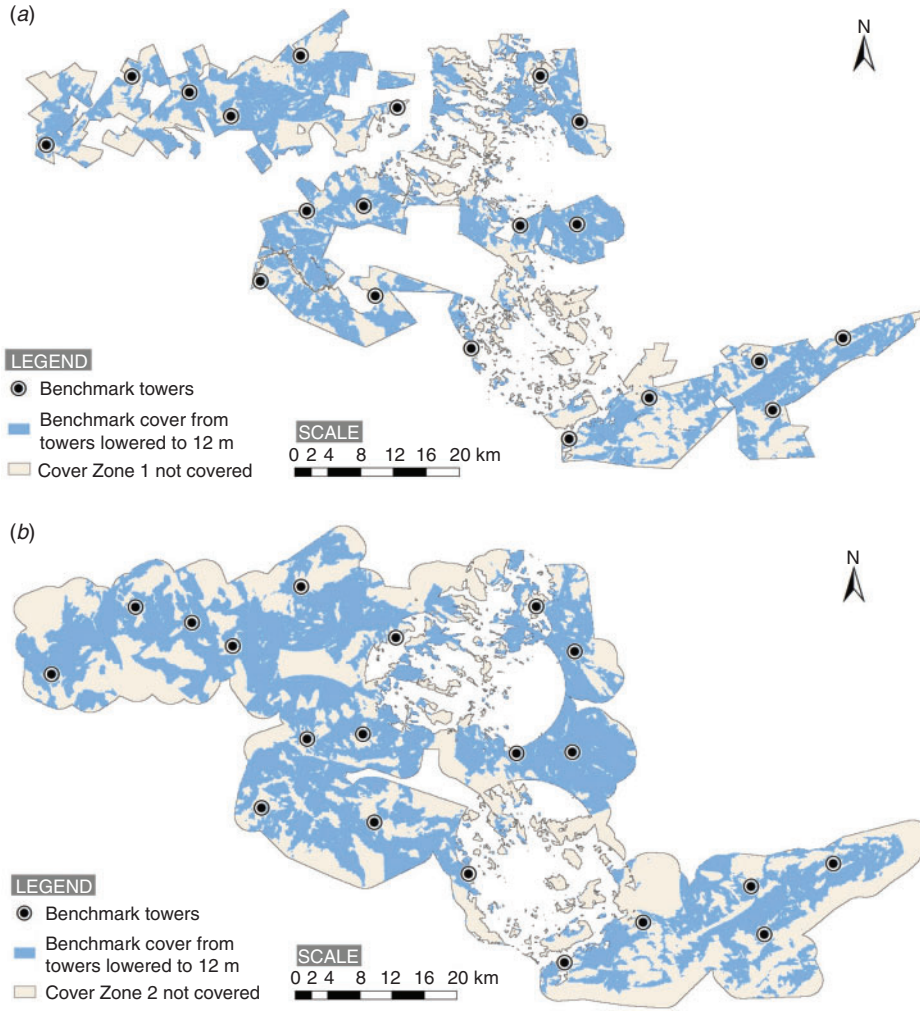 (a)
N
LEGEND
Benchmark towers
Benchmark cover from
towers lowered to 12 m
Cover Zone 1 not covered
SCALE
0 2 4 8 12 16 20 km
(b)
N
LEGEND
Benchmark towers
Benchmark cover from
towers lowered to 12 m
Cover Zone 2 not covered
SCALE
0 2 4 8 12 16 20 km